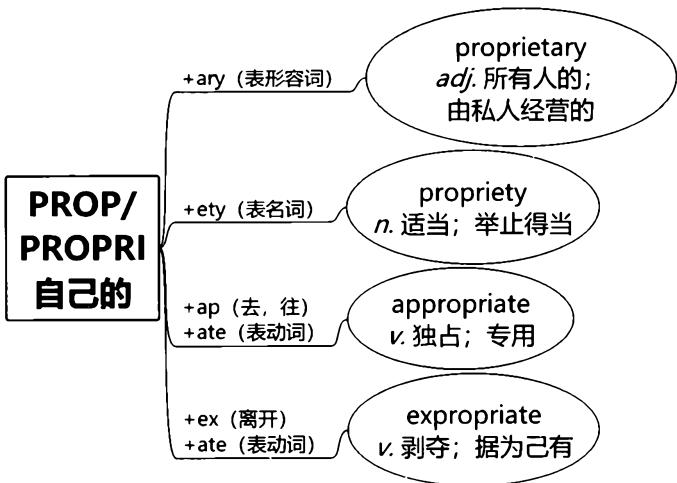 PROP/
PROPRI
自己的
+ary（表形容词）
proprietary
adj. 所有人的；
由私人经营的
+ety（表名词）
propriety
n. 适当；举止得当
+ap（去，往）
+ate（表动词）
appropriate
v. 独占；专用
+ex（离开）
+ate（表动词）
expropriate
v. 剥夺；据为己有